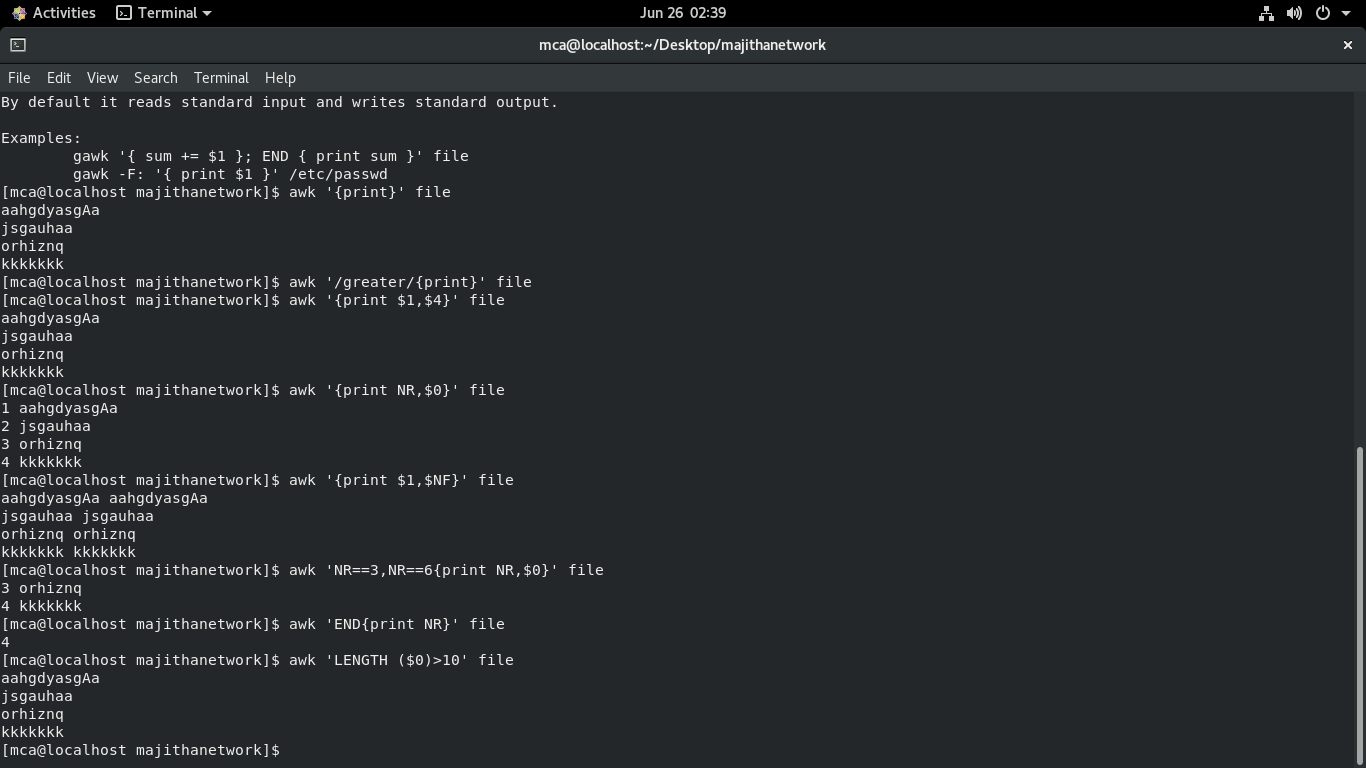 Activities Terminal Jun 26 02:39
mca@localhost:~/Desktop/majithanetwork
File Edit View Search Terminal Help
By default it reads standard input and writes standard output.
Examples:
gawk '{ sum += $1 }; END { print sum }' file
gawk -F: '{ print $1 }' /etc/passwd
[mca@localhost majithanetwork]$ awk '{print}' file
aahgdyasgAa
jsgauhaa
orhiznq
kkkkkkk
[mca@localhost majithanetwork]$ awk '/greater/{print}' file
[mca@localhost majithanetwork]$ awk '{print $1,$4}' file
aahgdyasgAa
jsgauhaa
orhiznq
kkkkkkk
[mca@localhost majithanetwork]$ awk '{print NR,$0}' file
1 aahgdyasgAa
2 jsgauhaa
3 orhiznq
4 kkkkkkk
[mca@localhost majithanetwork]$ awk '{print $1,$NF}' file
aahgdyasgAa aahgdyasgAa
jsgauhaa jsgauhaa
orhiznq orhiznq
kkkkkkk kkkkkkk
[mca@localhost majithanetwork]$ awk 'NR==3,NR==6{print NR,$0}' file
3 orhiznq
4 kkkkkkk
[mca@localhost majithanetwork]$ awk 'END{print NR}' file
4
[mca@localhost majithanetwork]$ awk 'LENGTH ($0)>10' file
aahgdyasgAa
jsgauhaa
orhiznq
kkkkkkk
[mca@localhost majithanetwork]$